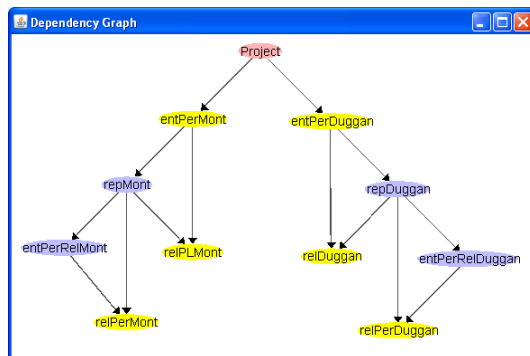 Dependency Graph
Project
entPerMont
entPerDuggan
repMont
repDuggan
entPerRelMont
relPLMont
relDuggan
entPerRelDuggan
relPerMont
relPerDuggan